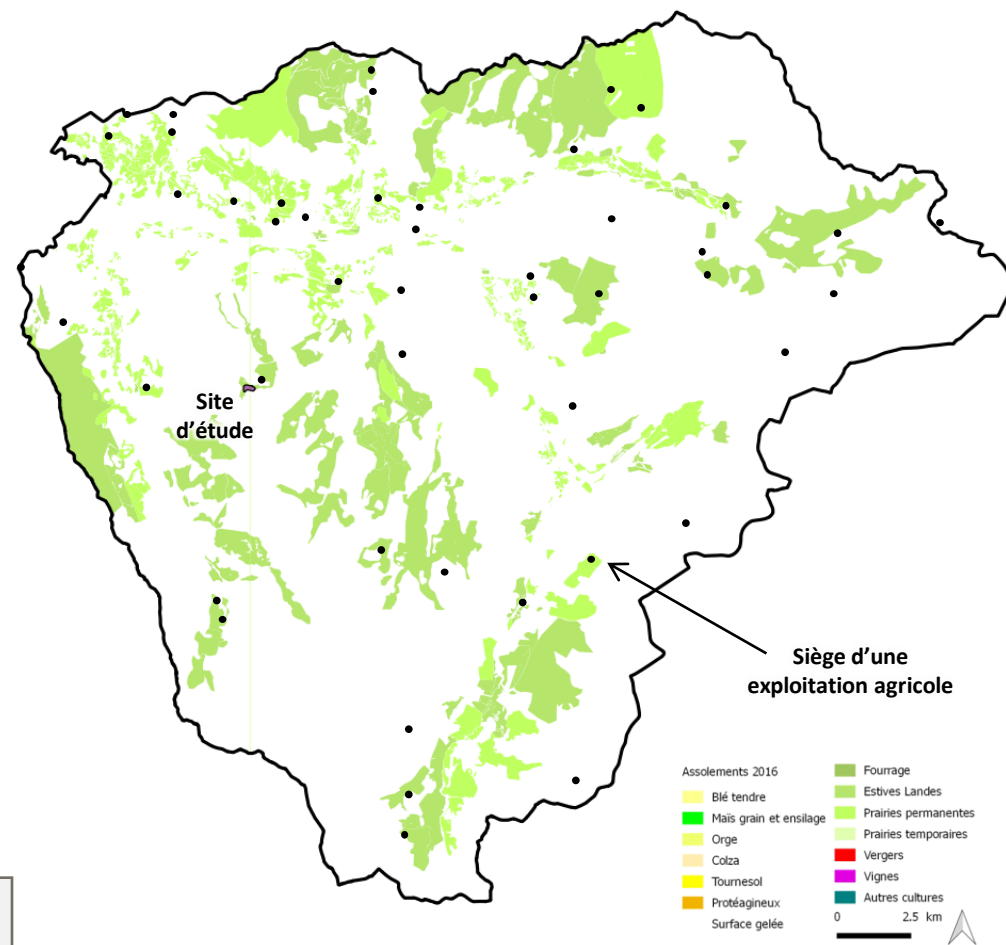 Site
d'étude
Siège d'une
exploitation agricole
Assolements 2016
Blé tendre
Maïs grain et ensilage
Orge
Colza
Tournesol
Protéagineux
Surface gelée
Fourrage
Estives Landes
Prairies permanentes
Prairies temporaires
Vergers
Vignes
Autres cultures
0 2.5 km